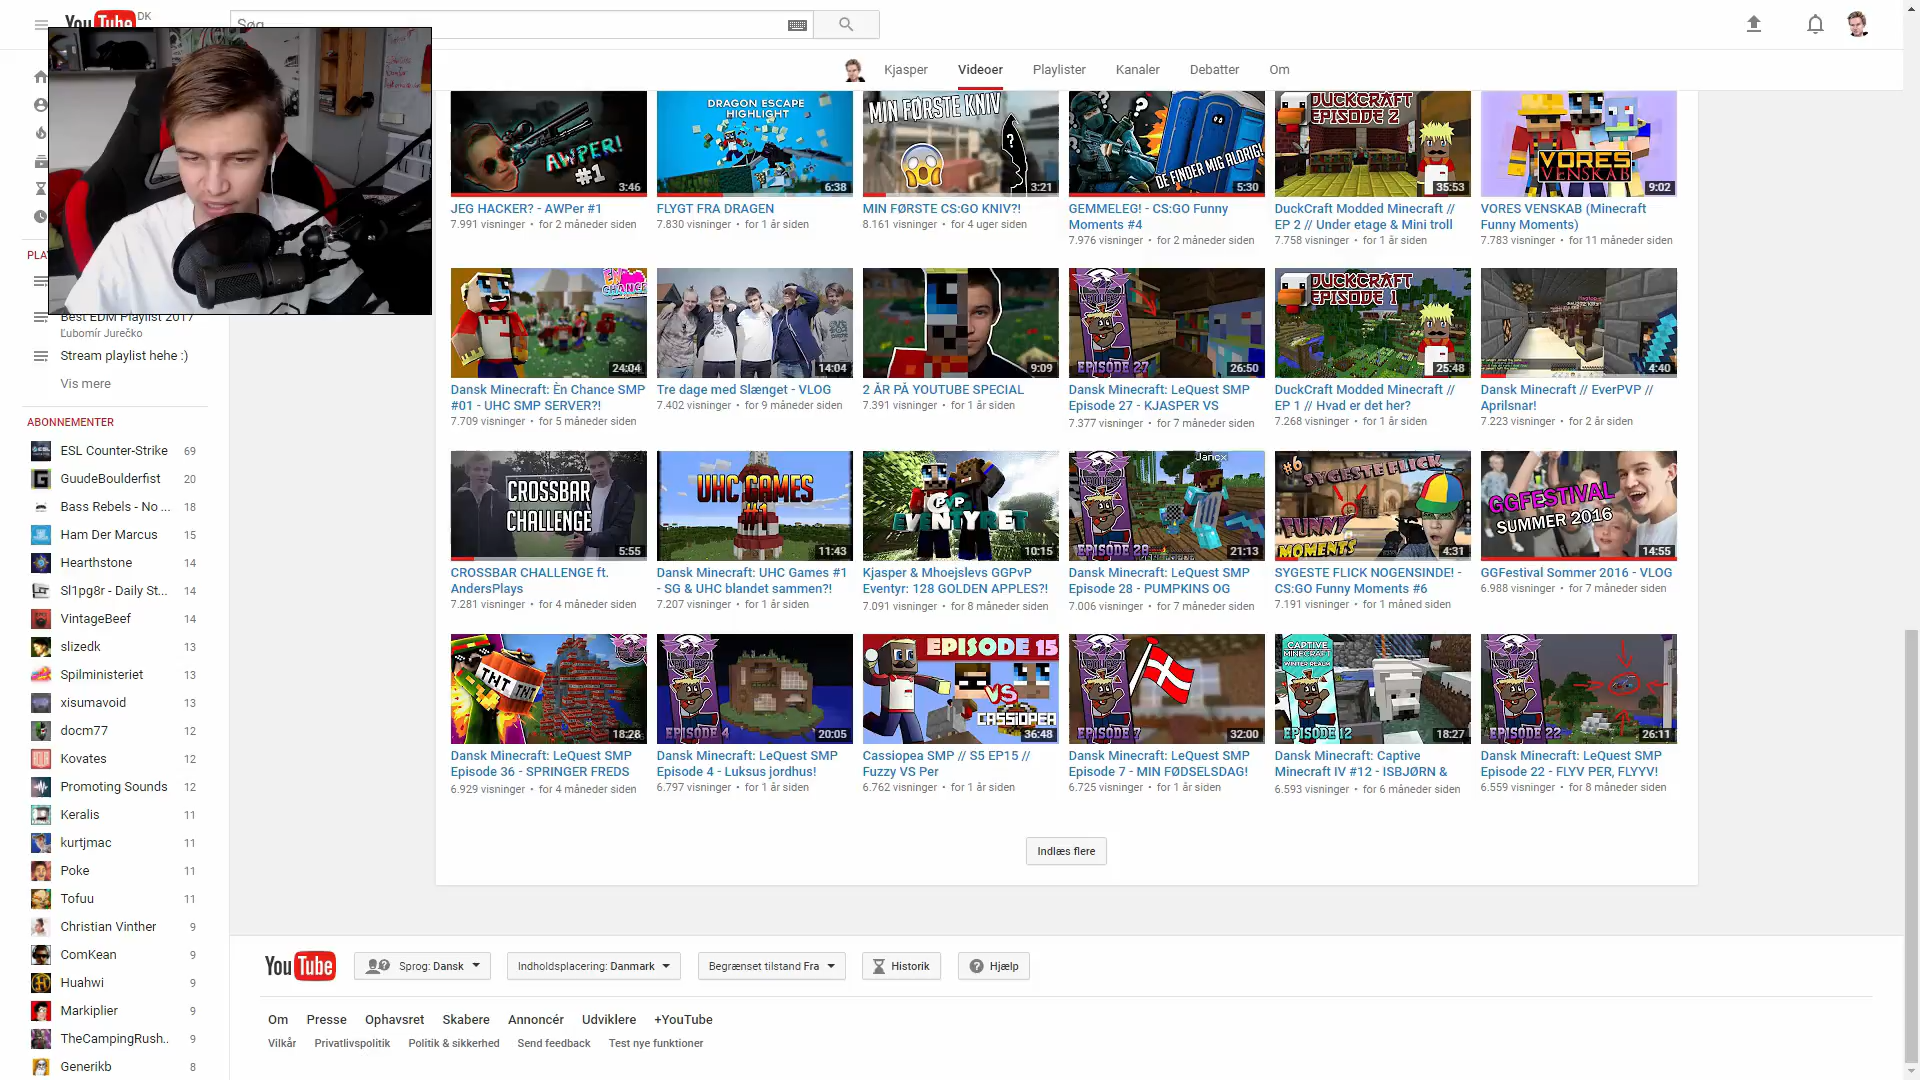 YouTube DK
Søg
Kjasper Videoer Playlister Kanaler Debatter Om
AWPER! #1
3:46
DRAGON ESCAPE
HIGHLIGHT
6:38
MIN FØRSTE KNIV
?
3:21
? ? ?
DE FINDER MIG ALDRIG!
5:30
DUCKCRAFT
EPISODE 2
35:53
VORES
VENSKAB
9:02
JEG HACKER? - AWPer #1
7.991 visninger • for 2 måneder siden
FLYGT FRA DRAGEN
7.830 visninger • for 1 år siden
MIN FØRSTE CS:GO KNIV?!
8.161 visninger • for 4 uger siden
GEMMELEG! - CS:GO Funny
Moments #4
7.976 visninger • for 2 måneder siden
DuckCraft Modded Minecraft //
EP 2 // Under etage & Mini troll
7.758 visninger • for 1 år siden
VORES VENSKAB (Minecraft
Funny Moments)
7.783 visninger • for 11 måneder siden
EN
CHANCE
24:04
14:04
9:09
EPISODE 27
26:50
DUCKCRAFT
EPISODE 1
25:48
4:40
Dansk Minecraft: Èn Chance SMP
#01 - UHC SMP SERVER?!
7.709 visninger • for 5 måneder siden
Tre dage med Slænget - VLOG
7.402 visninger • for 9 måneder siden
2 ÅR PÅ YOUTUBE SPECIAL
7.391 visninger • for 1 år siden
Dansk Minecraft: LeQuest SMP
Episode 27 - KJASPER VS
7.377 visninger • for 7 måneder siden
DuckCraft Modded Minecraft //
EP 1 // Hvad er det her?
7.268 visninger • for 1 år siden
Dansk Minecraft // EverPVP //
Aprilsnar!
7.223 visninger • for 2 år siden
CROSSBAR
CHALLENGE
5:55
UHC GAMES
#1
11:43
EVENTYRET
10:15
Jancx
EPISODE 28
21:13
#6 SYGESTE FLICK
FUNNY
MOMENTS
4:31
GGFESTIVAL
SUMMER 2016
14:55
CROSSBAR CHALLENGE ft.
AndersPlays
7.281 visninger • for 4 måneder siden
Dansk Minecraft: UHC Games #1
- SG & UHC blandet sammen?!
7.207 visninger • for 1 år siden
Kjasper & Mhoejslevs GGPvP
Eventyr: 128 GOLDEN APPLES?!
7.091 visninger • for 8 måneder siden
Dansk Minecraft: LeQuest SMP
Episode 28 - PUMPKINS OG
7.006 visninger • for 7 måneder siden
SYGESTE FLICK NOGENSINDE! -
CS:GO Funny Moments #6
7.191 visninger • for 1 måned siden
GGFestival Sommer 2016 - VLOG
6.988 visninger • for 7 måneder siden
TNT TNT
18:28
EPISODE 4
20:05
EPISODE 15
VS
CASSIOPEA
36:48
EPISODE 7
32:00
CAPTIVE
MINECRAFT
WINTER REALM
EPISODE 12
18:27
EPISODE 22
26:11
Dansk Minecraft: LeQuest SMP
Episode 36 - SPRINGER FREDS
6.929 visninger • for 4 måneder siden
Dansk Minecraft: LeQuest SMP
Episode 4 - Luksus jordhus!
6.797 visninger • for 1 år siden
Cassiopea SMP // S5 EP15 //
Fuzzy VS Per
6.762 visninger • for 1 år siden
Dansk Minecraft: LeQuest SMP
Episode 7 - MIN FØDSELSDAG!
6.725 visninger • for 1 år siden
Dansk Minecraft: Captive
Minecraft IV #12 - ISBJØRN &
6.593 visninger • for 6 måneder siden
Dansk Minecraft: LeQuest SMP
Episode 22 - FLYV PER, FLYYV!
6.559 visninger • for 8 måneder siden
Indlæs flere
PLA
Best EDM Playlist 2017
Ľubomír Jurečko
Stream playlist hehe :)
Vis mere
ABONNEMENTER
ESL Counter-Strike 69
GuudeBoulderfist 20
Bass Rebels - No ... 18
Ham Der Marcus 15
Hearthstone 14
Sl1pg8r - Daily St... 14
VintageBeef 14
slizedk 13
Spilministeriet 13
xisumavoid 13
docm77 12
Kovates 12
Promoting Sounds 12
Keralis 11
kurtjmac 11
Poke 11
Tofuu 11
Christian Vinther 9
ComKean 9
Huahwi 9
Markiplier 9
TheCampingRush.. 9
Generikb 8
YouTube
Sprog: Dansk
Indholdsplacering: Danmark
Begrænset tilstand Fra
Historik
Hjælp
Om Presse Ophavsret Skabere Annoncér Udviklere +YouTube
Vilkår Privatlivspolitik Politik & sikkerhed Send feedback Test nye funktioner